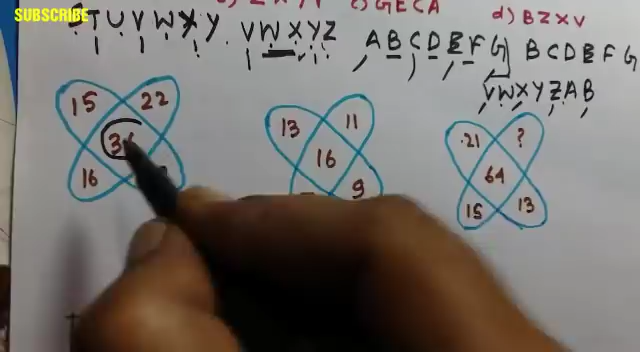 SUBSCRIBE
c) GECA
d) BZXV
TUVWXY VWXYZ ABCDEFG BCDEFG
VWXYZAB
15 22 13 11 21 ?
16 64
16 9 15 13